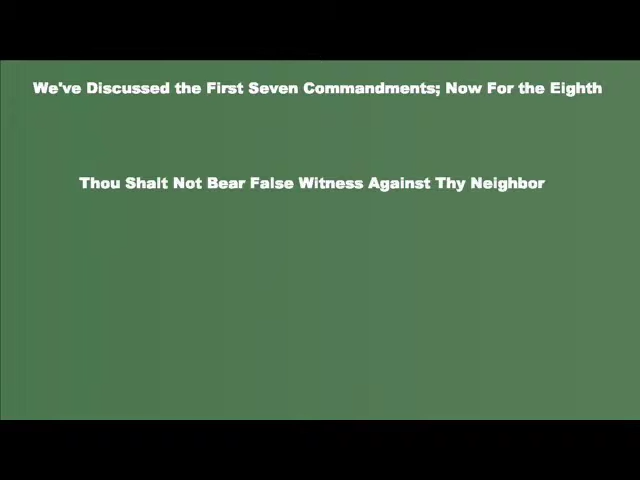 We've Discussed the First Seven Commandments; Now For the Eighth
Thou Shalt Not Bear False Witness Against Thy Neighbor